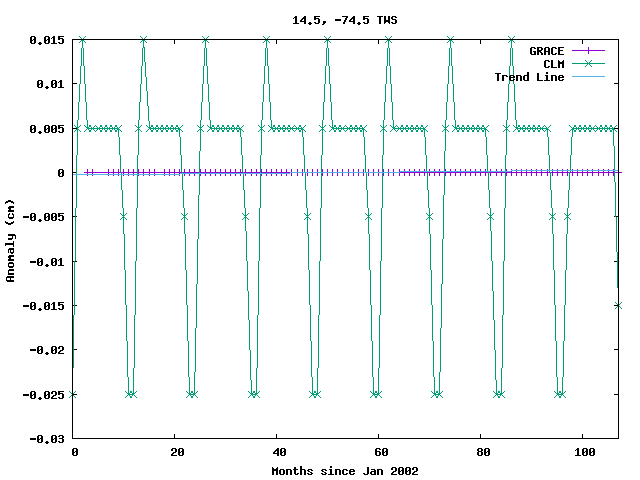 14.5, -74.5 TWS
GRACE
CLM
Trend Line
0.015
0.01
0.005
0
-0.005
-0.01
-0.015
-0.02
-0.025
-0.03
Anomaly (cm)
0 20 40 60 80 100
Months since Jan 2002